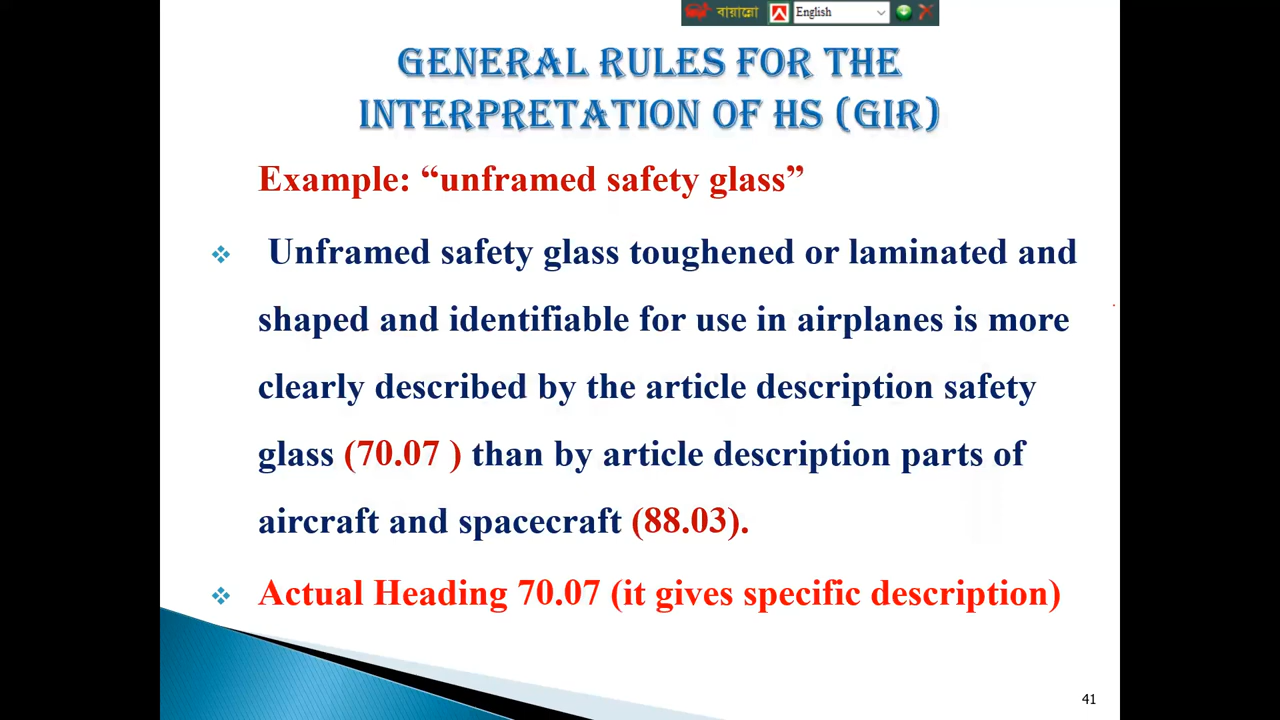 বায়ান্নো English
GENERAL RULES FOR THE
INTERPRETATION OF HS (GIR)
Example: “unframed safety glass”
Unframed safety glass toughened or laminated and
shaped and identifiable for use in airplanes is more
clearly described by the article description safety
glass (70.07 ) than by article description parts of
aircraft and spacecraft (88.03).
Actual Heading 70.07 (it gives specific description)
41